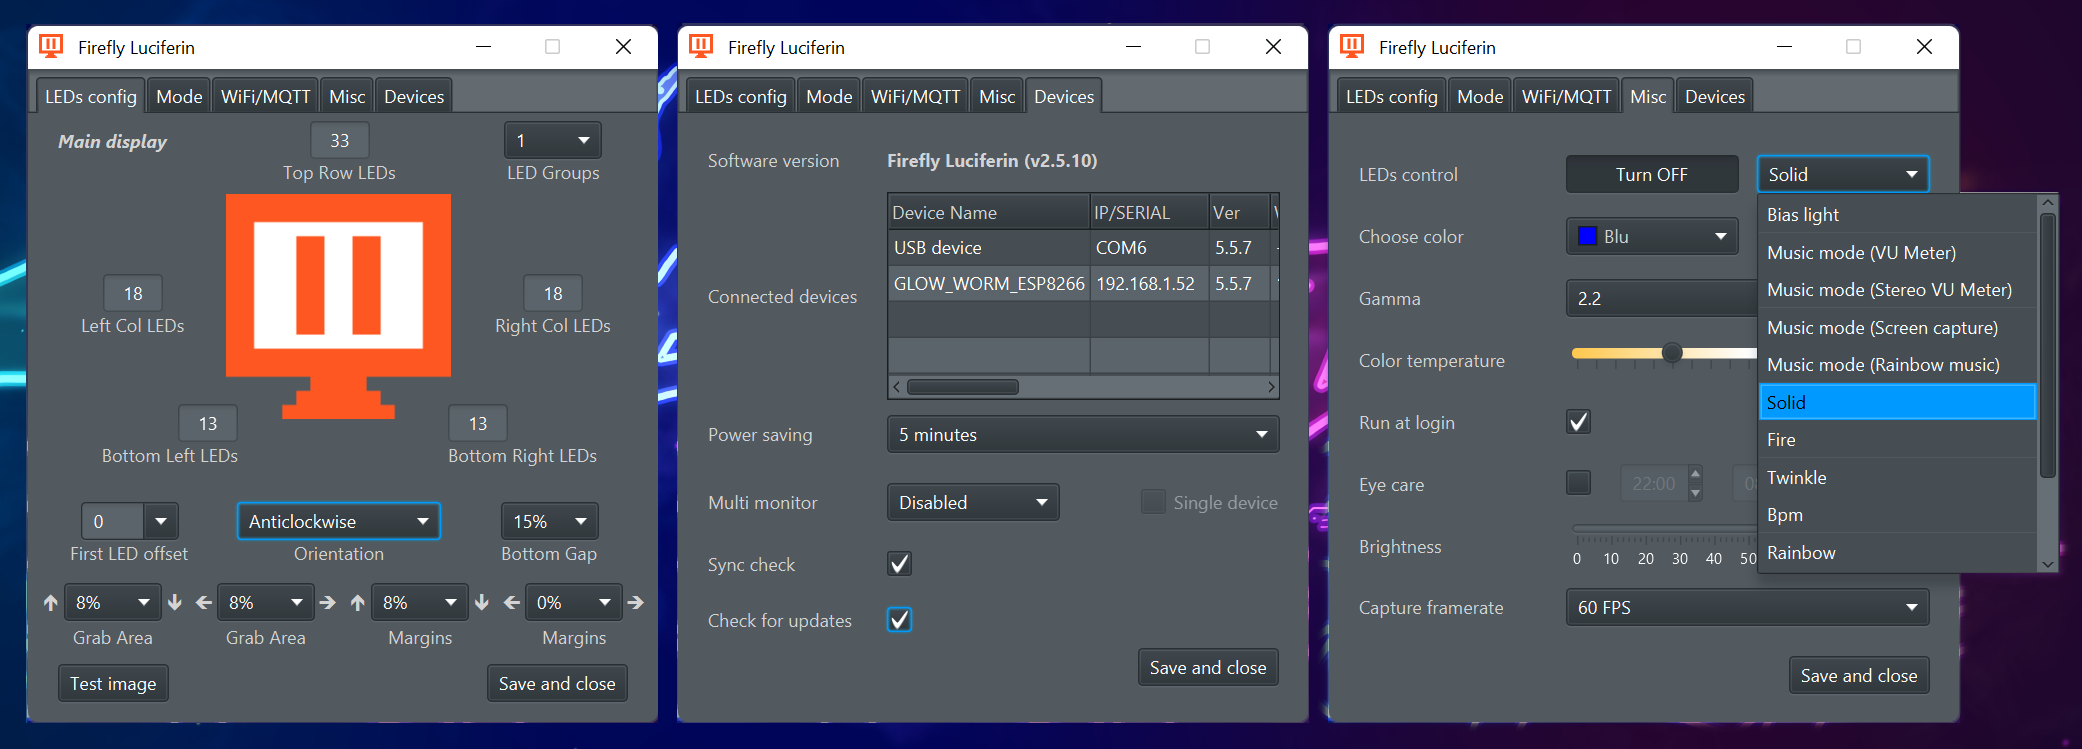 Firefly Luciferin
LEDs config Mode WiFi/MQTT Misc Devices
Main display
33
Top Row LEDs
1
LED Groups
18
Left Col LEDs
18
Right Col LEDs
13
Bottom Left LEDs
13
Bottom Right LEDs
0
First LED offset
Anticlockwise
Orientation
15%
Bottom Gap
8%
Grab Area
8%
Grab Area
8%
Margins
0%
Margins
Test image
Save and close
Firefly Luciferin
LEDs config Mode WiFi/MQTT Misc Devices
Software version Firefly Luciferin (v2.5.10)
Connected devices
Device Name IP/SERIAL Ver
USB device COM6 5.5.7
GLOW_WORM_ESP8266 192.168.1.52 5.5.7
Power saving 5 minutes
Multi monitor Disabled Single device
Sync check
Check for updates
Save and close
Firefly Luciferin
LEDs config Mode WiFi/MQTT Misc Devices
LEDs control Turn OFF Solid
Choose color Blu
Gamma 2.2
Color temperature
Run at login
Eye care 22:00
Brightness
0 10 20 30 40 50
Capture framerate 60 FPS
Save and close
Bias light
Music mode (VU Meter)
Music mode (Stereo VU Meter)
Music mode (Screen capture)
Music mode (Rainbow music)
Solid
Fire
Twinkle
Bpm
Rainbow